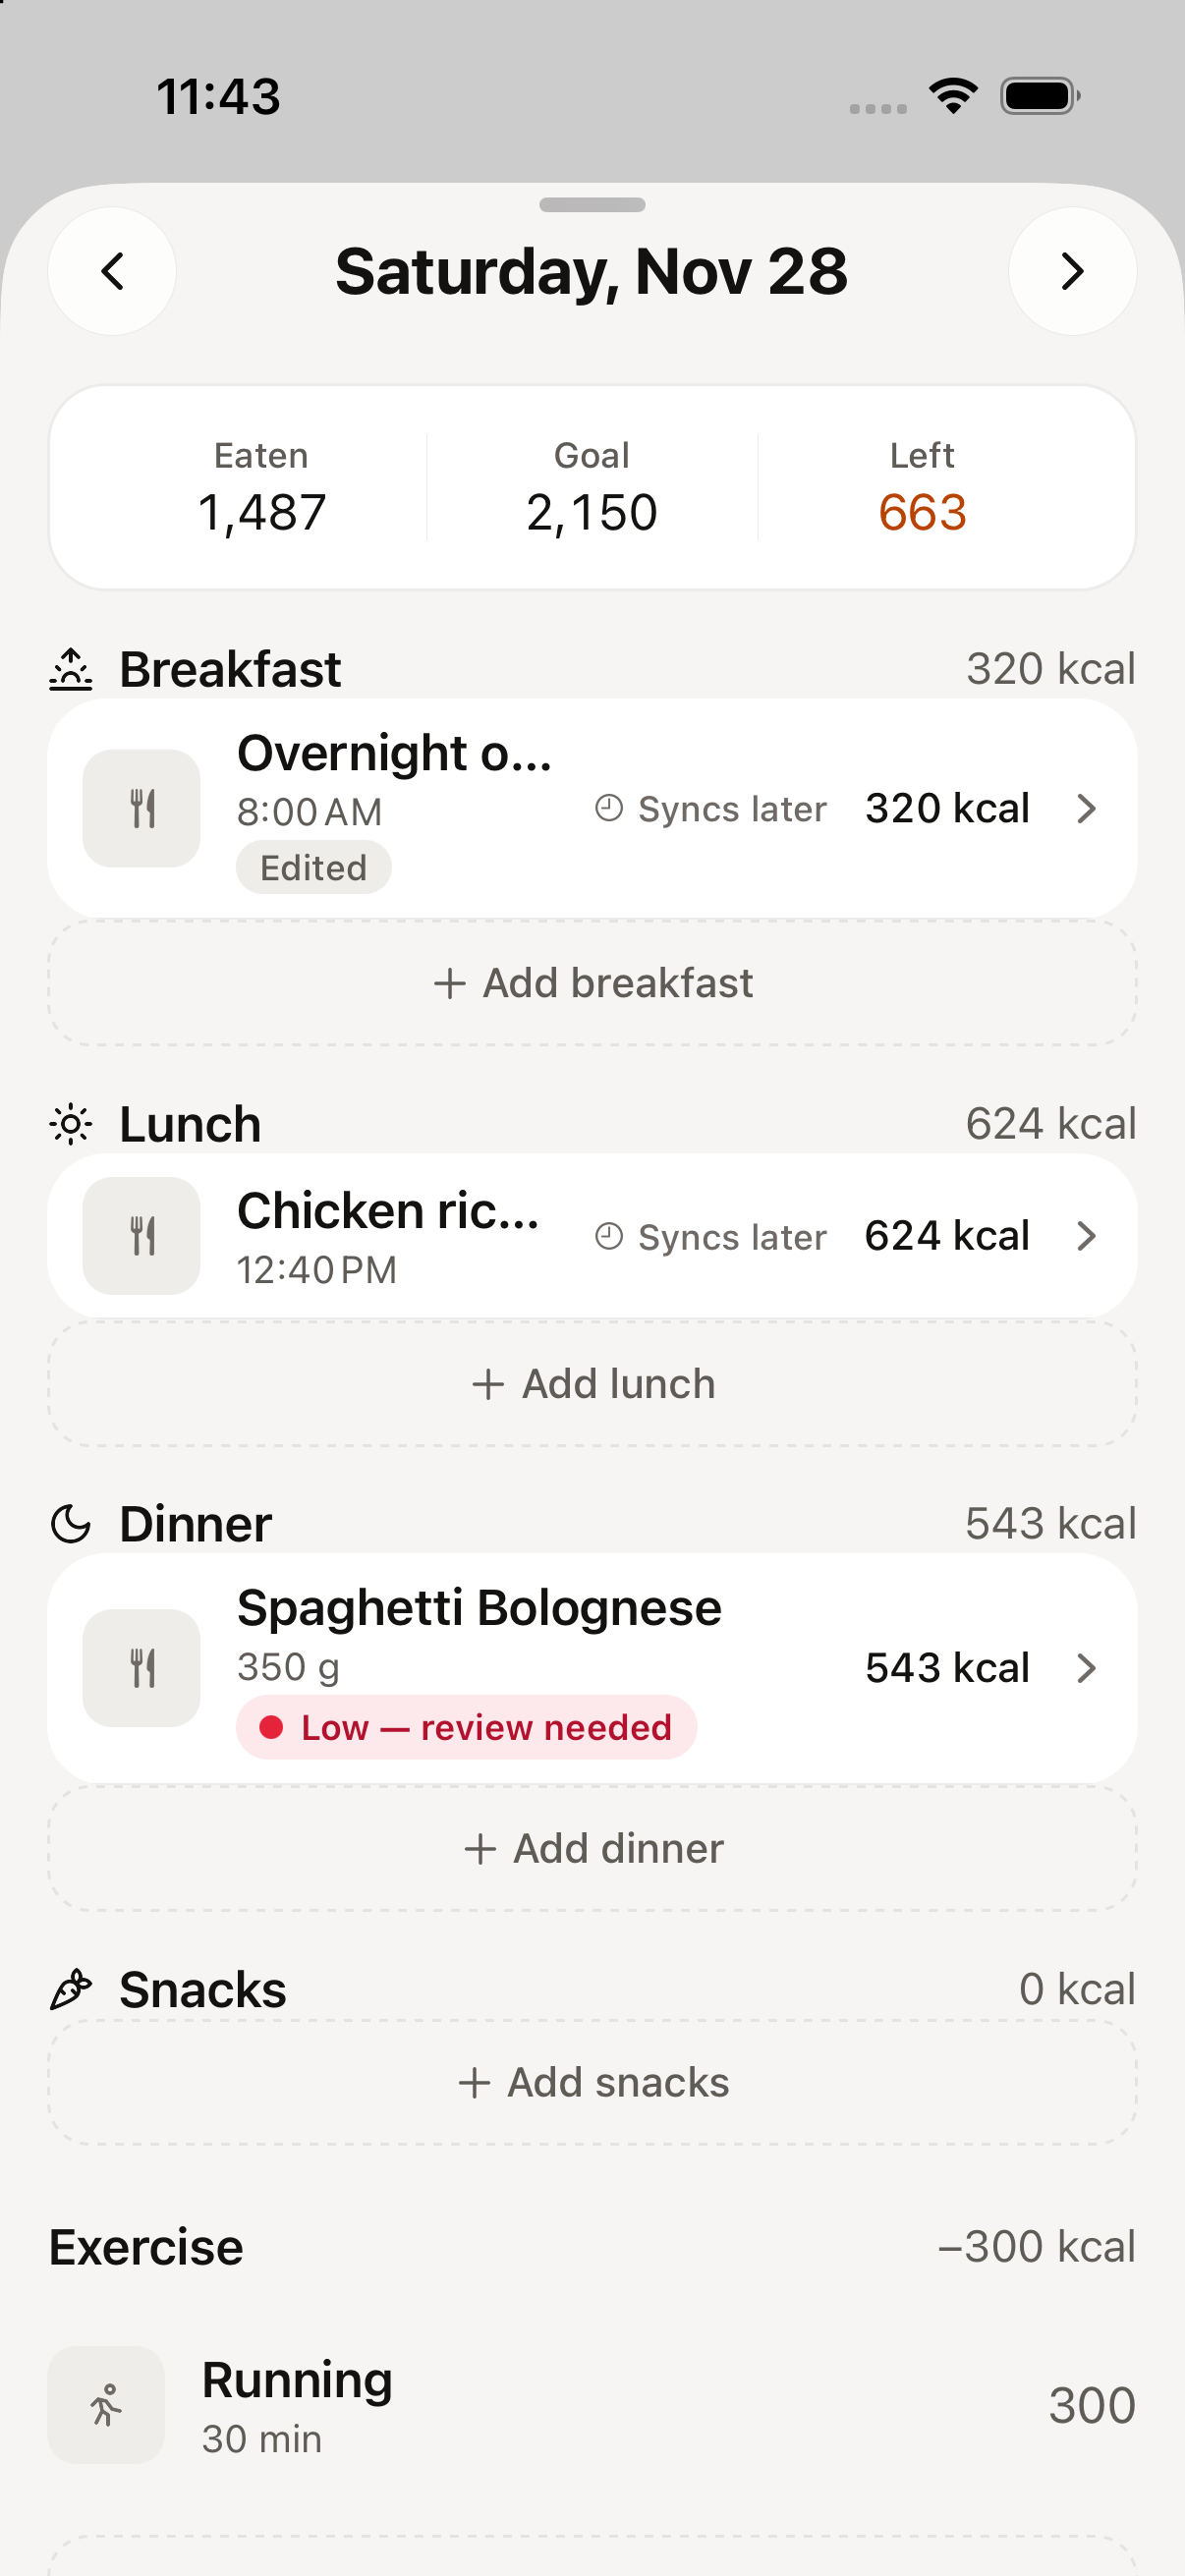 11:43
Saturday, Nov 28
Eaten
1,487
Goal
2,150
Left
663
Breakfast
320 kcal
Overnight o...
8:00 AM
Edited
Syncs later
320 kcal
+ Add breakfast
Lunch
624 kcal
Chicken ric...
12:40 PM
Syncs later
624 kcal
+ Add lunch
Dinner
543 kcal
Spaghetti Bolognese
350 g
Low — review needed
543 kcal
+ Add dinner
Snacks
0 kcal
+ Add snacks
Exercise
–300 kcal
Running
30 min
300